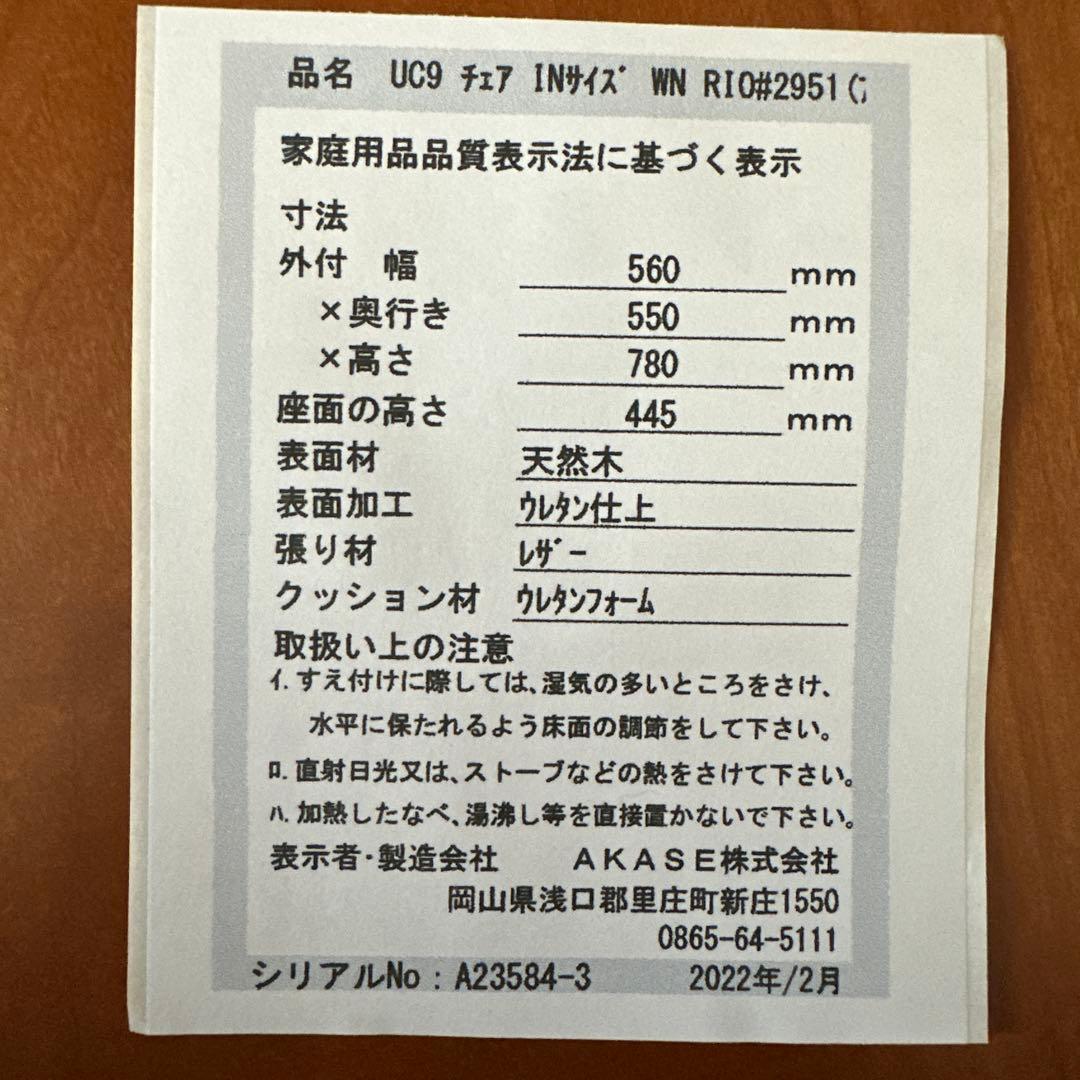 品名 UC9 ﾁｪｱ INｻｲｽﾞ WN RIO#2951(
家庭用品品質表示法に基づく表示
寸法
外付 幅 560 mm
×奥行き 550 mm
×高さ 780 mm
座面の高さ 445 mm
表面材 天然木
表面加工 ｳﾚﾀﾝ仕上
張り材 ﾚｻﾞｰ
クッション材 ｳﾚﾀﾝﾌｫｰﾑ
取扱い上の注意
ｲ.すえ付けに際しては､湿気の多いところをさけ、
水平に保たれるよう床面の調節をして下さい。
ﾛ.直射日光又は､ストーブなどの熱をさけて下さい。
ﾊ.加熱したなべ､湯沸し等を直接置かないで下さい。
表示者・製造会社 AKASE株式会社
岡山県浅口郡里庄町新庄1550
0865-64-5111
シリアルNo：A23584-3 2022年/2月